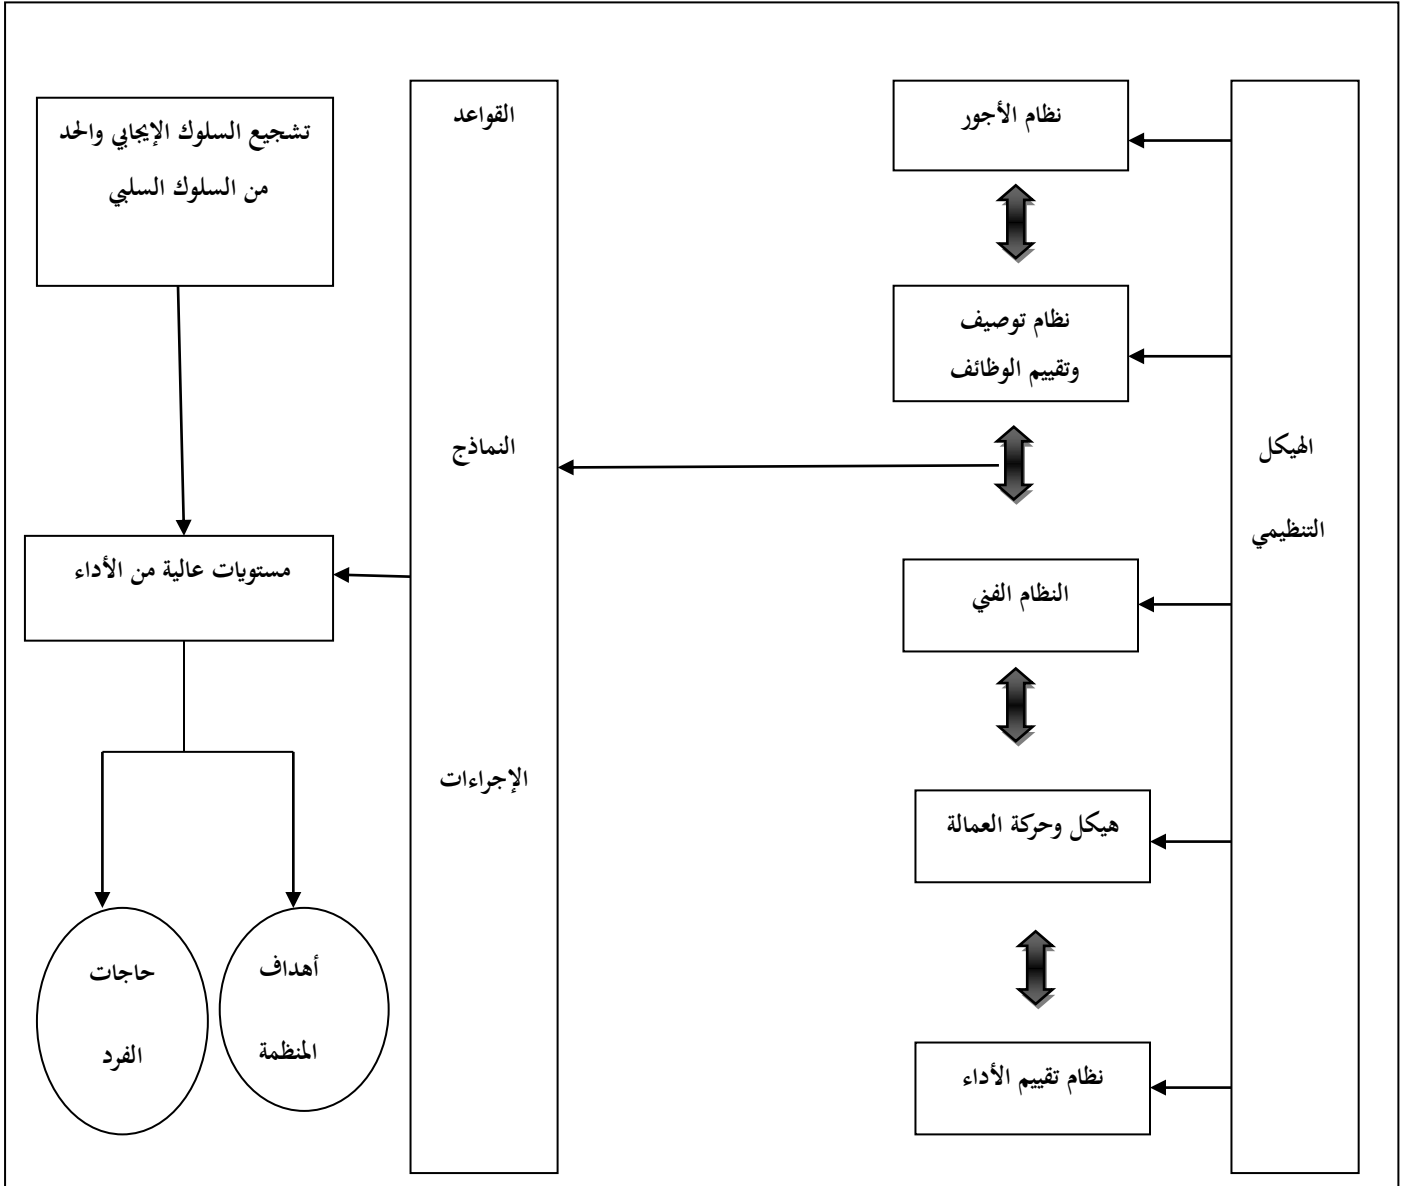 الهيكل
التنظيمي
نظام الأجور
نظام توصيف
وتقييم الوظائف
النظام الفني
هيكل وحركة العمالة
نظام تقييم الأداء
القواعد
النماذج
الإجراءات
تشجيع السلوك الإيجابي والحد
من السلوك السلبي
مستويات عالية من الأداء
أهداف
المنظمة
حاجات
الفرد